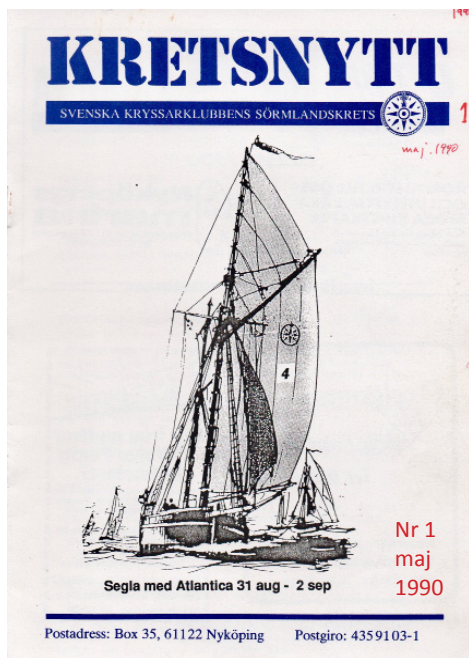 KRETSNYTT
SVENSKA KRYSSARKLUBBENS SÖRMLANDSKRETS
1
maj. 1990
4
Nr 1
maj
1990
Segla med Atlantica 31 aug - 2 sep
Postadress: Box 35, 61122 Nyköping Postgiro: 4359103-1